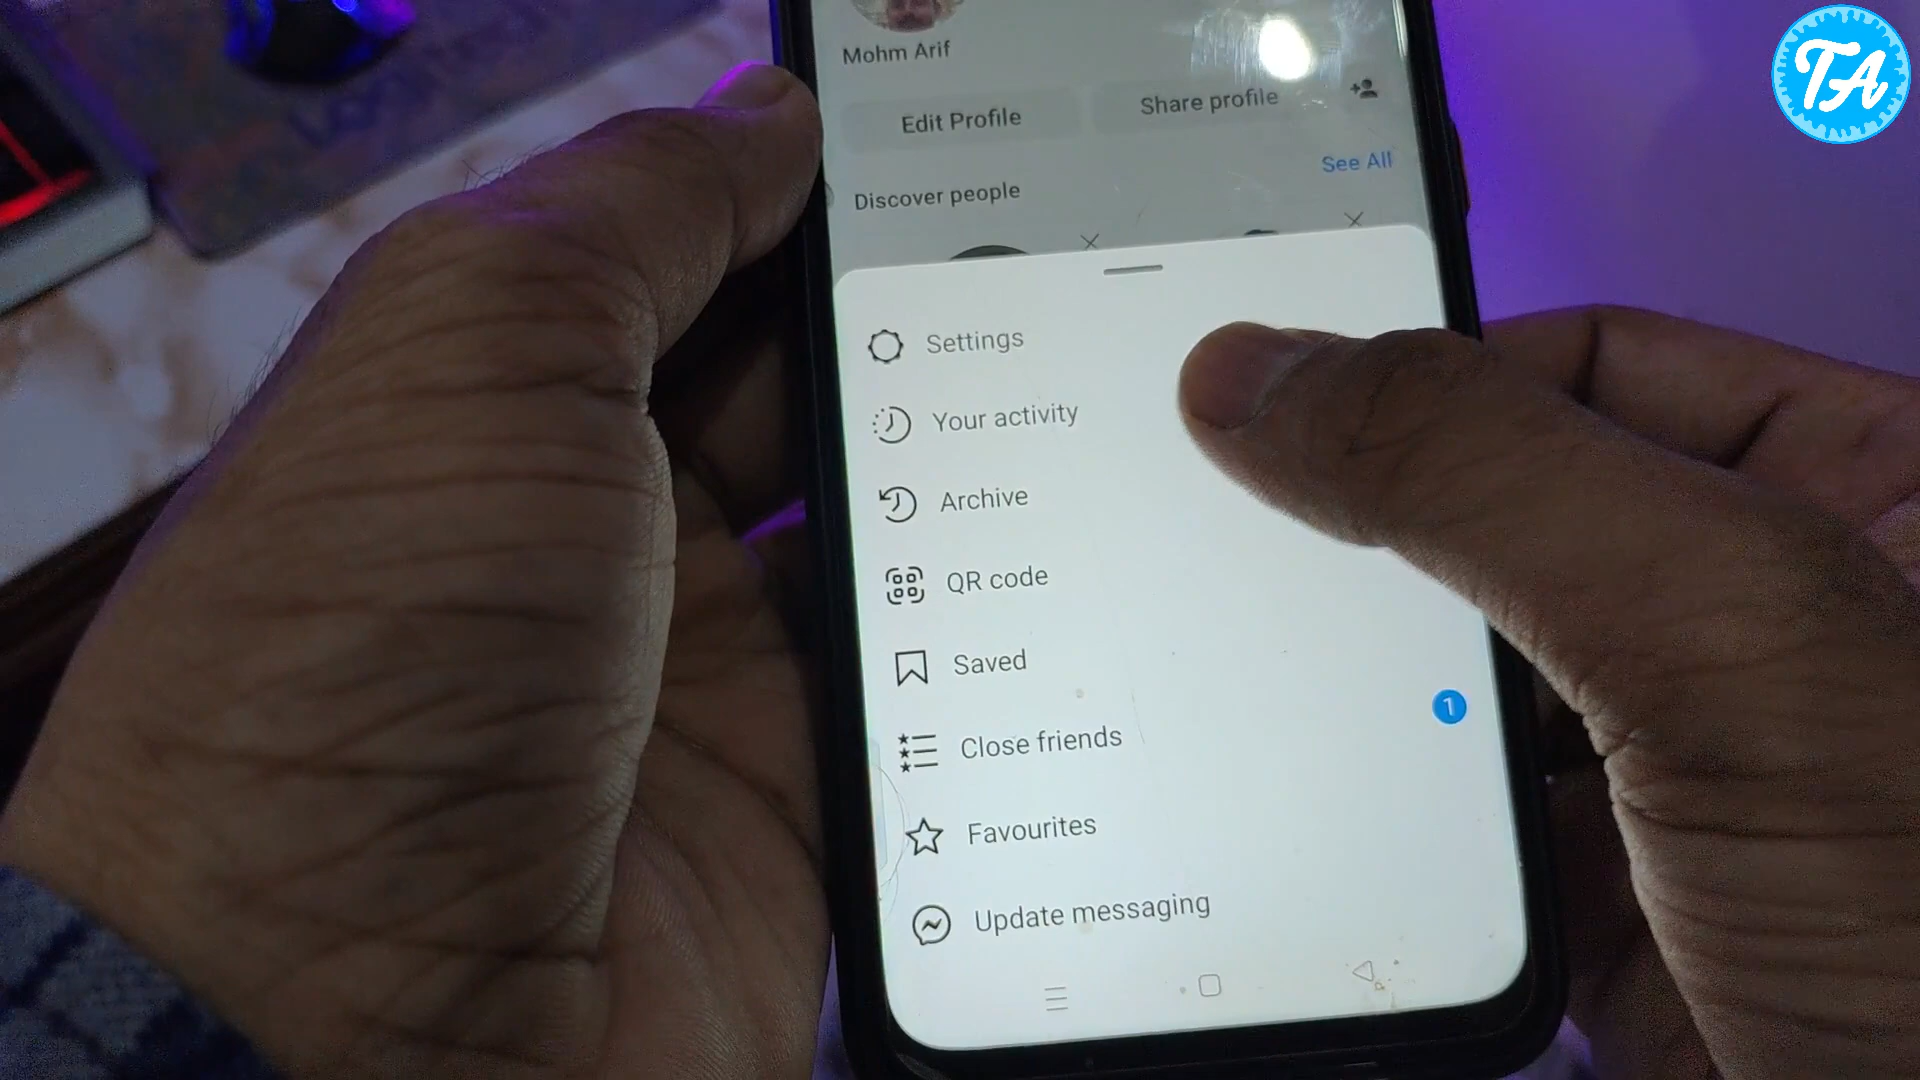 TA
Mohm Arif
Edit Profile
Share profile
See All
Discover people
Settings
Your activity
Archive
QR code
Saved
Close friends
1
Favourites
Update messaging